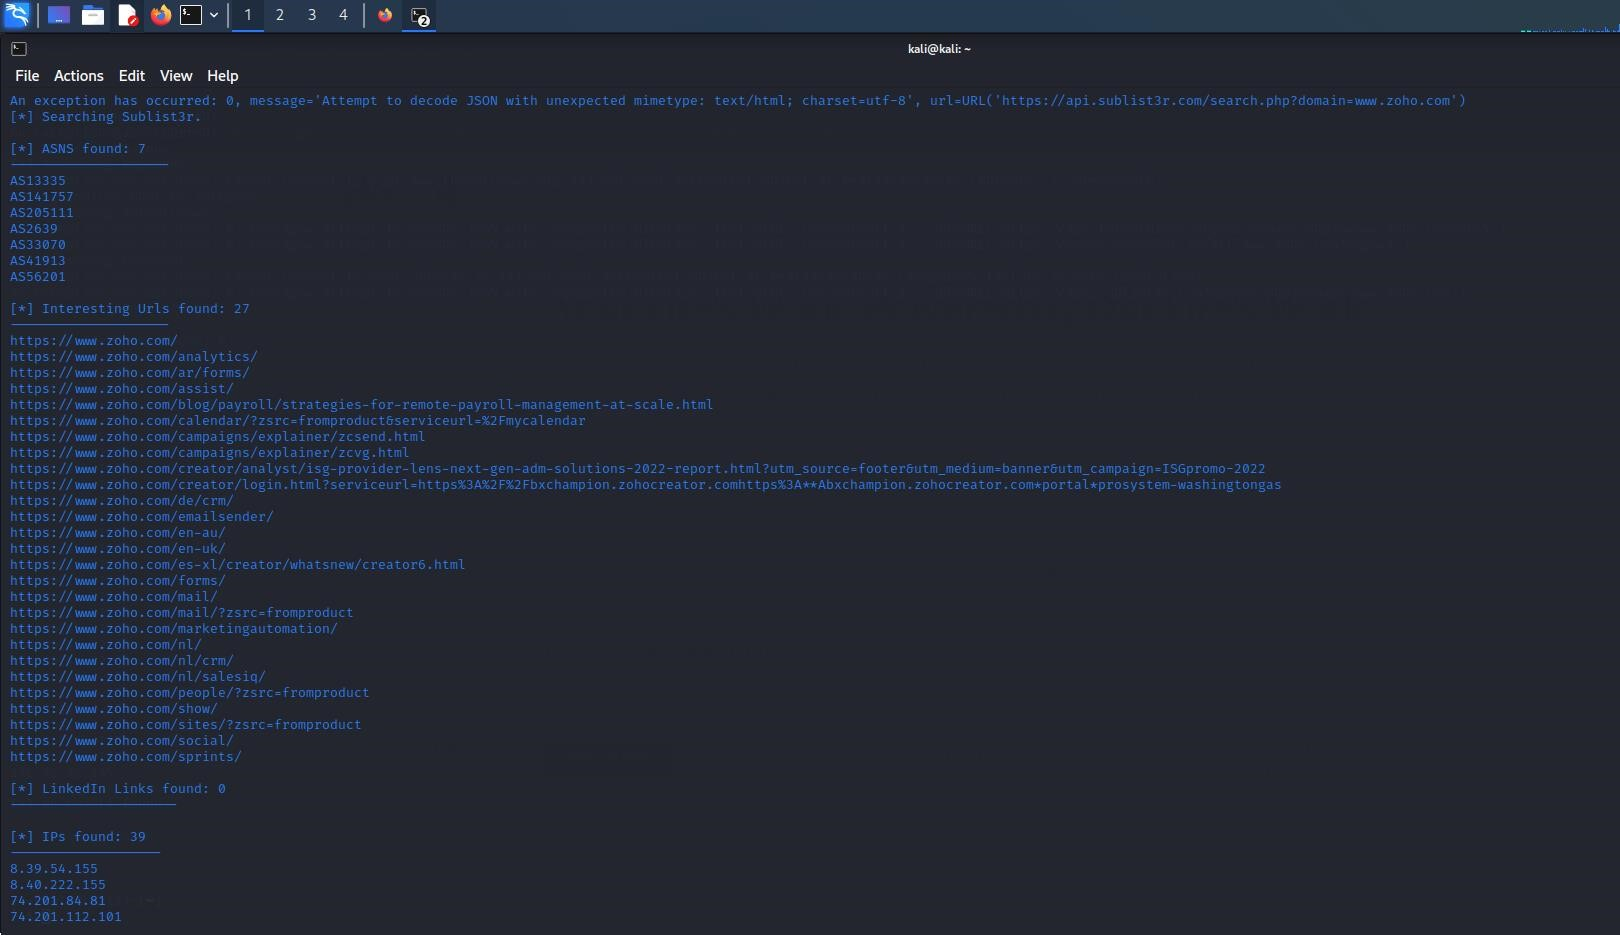 1 2 3 4 2
kali@kali: ~
File Actions Edit View Help
An exception has occurred: 0, message='Attempt to decode JSON with unexpected mimetype: text/html; charset=utf-8', url=URL('https://api.sublist3r.com/search.php?domain=www.zoho.com')
[*] Searching Sublist3r.
[*] ASNS found: 7
--------------------
AS13335
AS141757
AS205111
AS2639
AS33070
AS41913
AS56201
[*] Interesting Urls found: 27
--------------------
https://www.zoho.com/
https://www.zoho.com/analytics/
https://www.zoho.com/ar/forms/
https://www.zoho.com/assist/
https://www.zoho.com/blog/payroll/strategies-for-remote-payroll-management-at-scale.html
https://www.zoho.com/calendar/?zsrc=fromproduct&serviceurl=%2Fmycalendar
https://www.zoho.com/campaigns/explainer/zcsend.html
https://www.zoho.com/campaigns/explainer/zcvg.html
https://www.zoho.com/creator/analyst/isg-provider-lens-next-gen-adm-solutions-2022-report.html?utm_source=footer&utm_medium=banner&utm_campaign=ISGpromo-2022
https://www.zoho.com/creator/login.html?serviceurl=https%3A%2F%2Fbxchampion.zohocreator.comhttps%3A**Abxchampion.zohocreator.com*portal*prosystem-washingtongas
https://www.zoho.com/de/crm/
https://www.zoho.com/emailsender/
https://www.zoho.com/en-au/
https://www.zoho.com/en-uk/
https://www.zoho.com/es-xl/creator/whatsnew/creator6.html
https://www.zoho.com/forms/
https://www.zoho.com/mail/
https://www.zoho.com/mail/?zsrc=fromproduct
https://www.zoho.com/marketingautomation/
https://www.zoho.com/nl/
https://www.zoho.com/nl/crm/
https://www.zoho.com/nl/salesiq/
https://www.zoho.com/people/?zsrc=fromproduct
https://www.zoho.com/show/
https://www.zoho.com/sites/?zsrc=fromproduct
https://www.zoho.com/social/
https://www.zoho.com/sprints/
[*] LinkedIn Links found: 0
---------------------
[*] IPs found: 39
-------------------
8.39.54.155
8.40.222.155
74.201.84.81
74.201.112.101